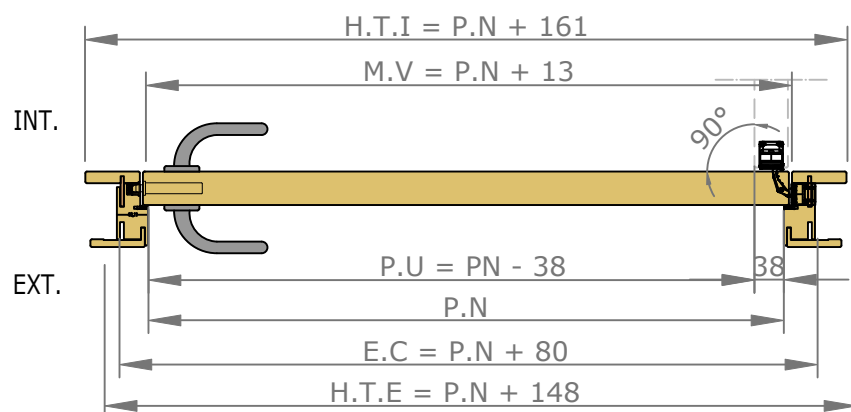 H.T.I = P.N + 161
M.V = P.N + 13
INT.
90°
P.U = PN - 38
38
EXT.
P.N
E.C = P.N + 80
H.T.E = P.N + 148